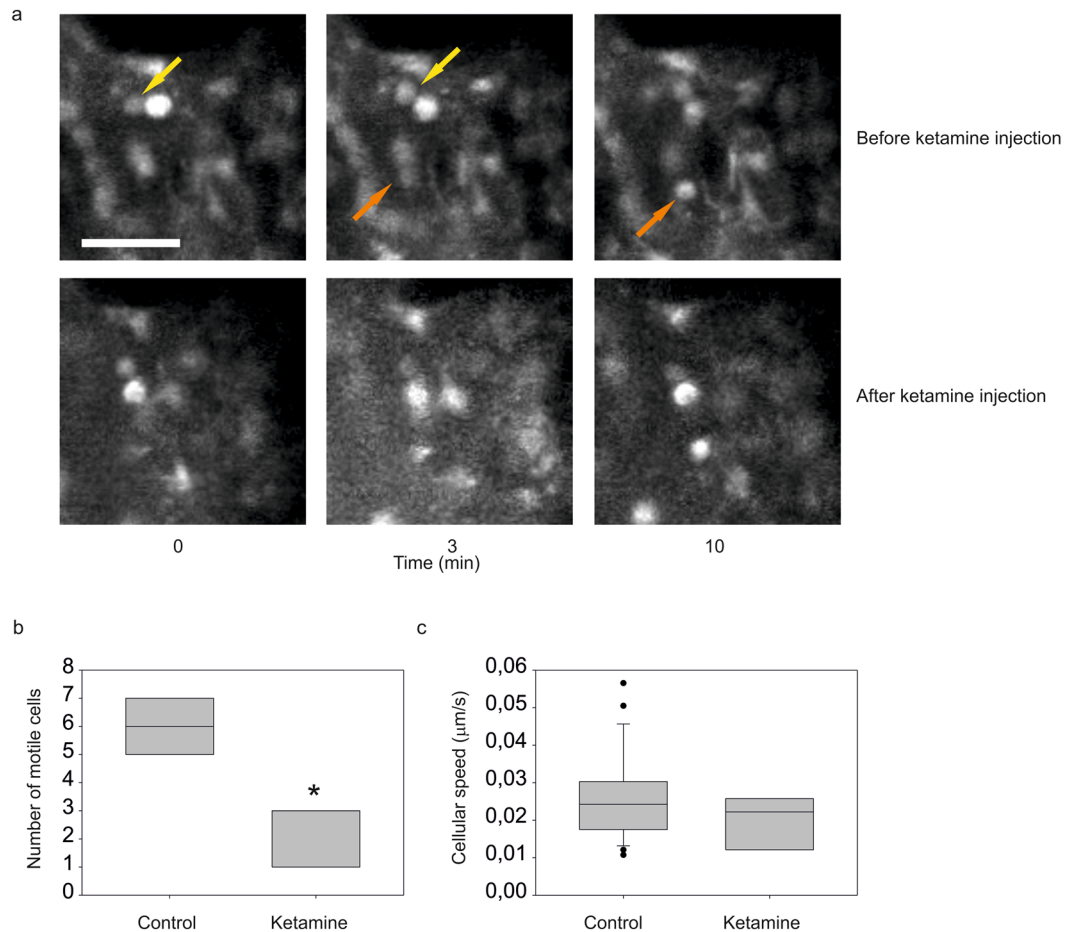 a
Before ketamine injection
After ketamine injection
0 3 10
Time (min)
b
Number of motile cells
8
7
6
5
4
3
2
1
0
*
Control Ketamine
c
Cellular speed (μm/s)
0,06
0,05
0,04
0,03
0,02
0,01
0,00
Control Ketamine